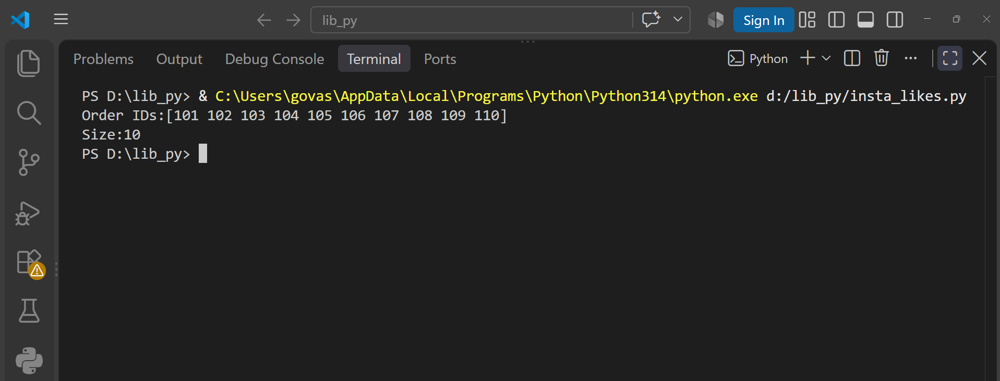 lib_py
Sign In
Problems Output Debug Console Terminal Ports Python
PS D:\lib_py> & C:\Users\govas\AppData\Local\Programs\Python\Python314\python.exe d:/lib_py/insta_likes.py
Order IDs:[101 102 103 104 105 106 107 108 109 110]
Size:10
PS D:\lib_py>